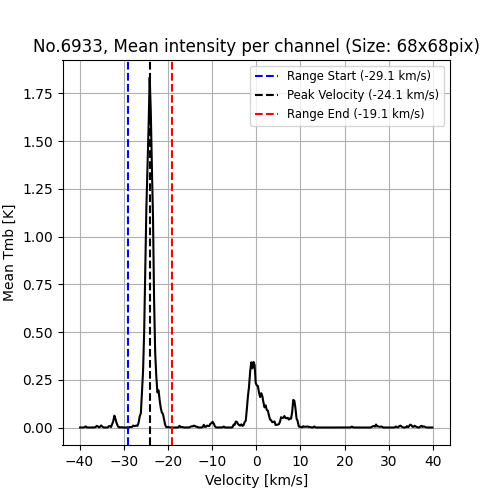 No.6933, Mean intensity per channel (Size: 68x68pix)
Range Start (-29.1 km/s)
Peak Velocity (-24.1 km/s)
Range End (-19.1 km/s)
Mean Tmb [K]
1.75
1.50
1.25
1.00
0.75
0.50
0.25
0.00
−40 −30 −20 −10 0 10 20 30 40
Velocity [km/s]